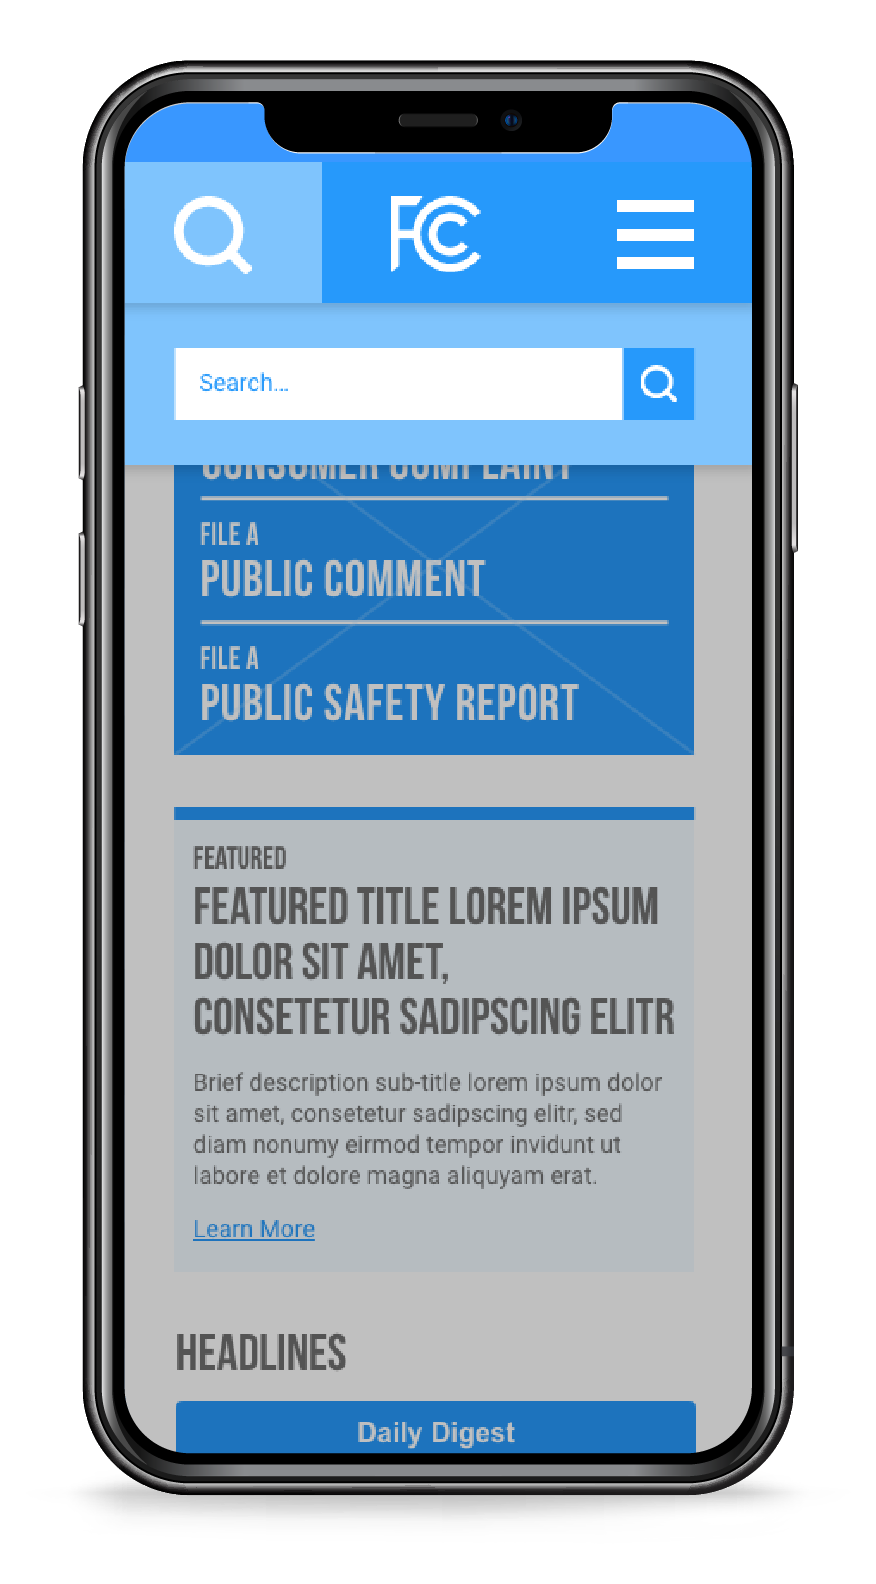 FCC
Search...
CONSUMER COMPLAINT
FILE A
PUBLIC COMMENT
FILE A
PUBLIC SAFETY REPORT
FEATURED
FEATURED TITLE LOREM IPSUM
DOLOR SIT AMET,
CONSETETUR SADIPSCING ELITR
Brief description sub-title lorem ipsum dolor
sit amet, consetetur sadipscing elitr, sed
diam nonumy eirmod tempor invidunt ut
labore et dolore magna aliquyam erat.
Learn More
HEADLINES
Daily Digest